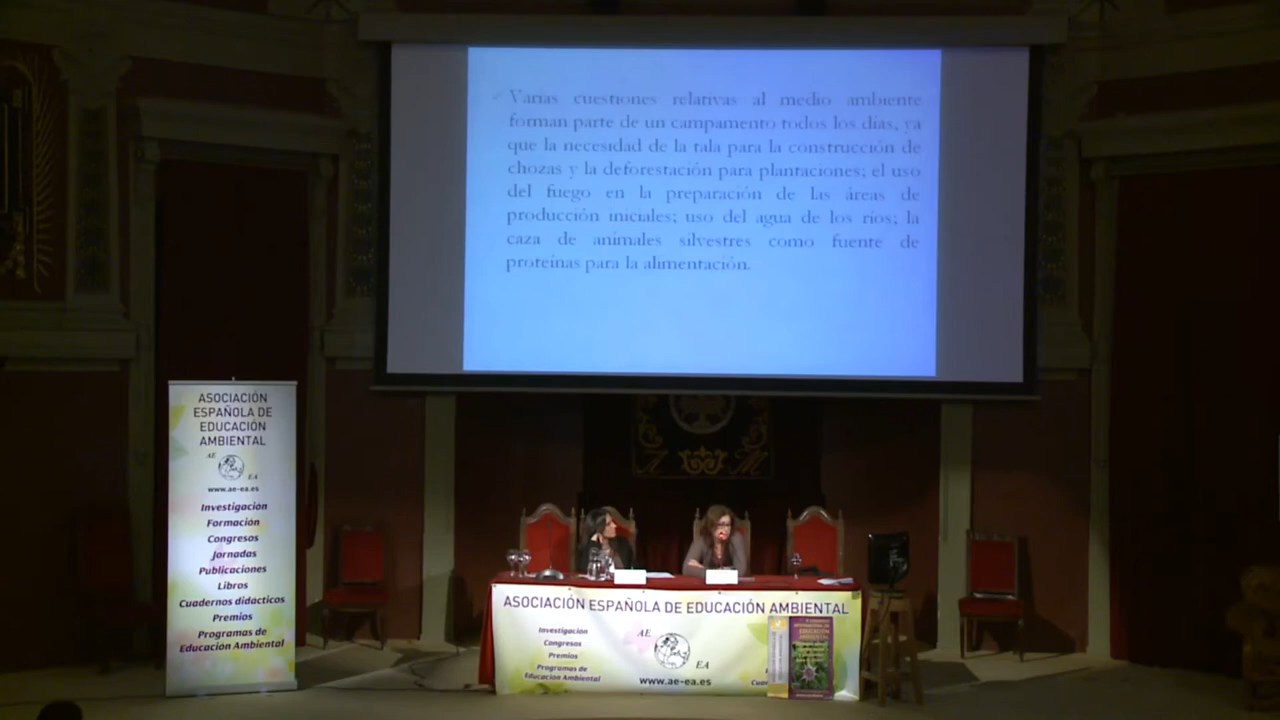 Varias cuestiones relativas al medio ambiente
forman parte de un campamento todos los días, ya
que la necesidad de la tala para la construcción de
chozas y la deforestación para plantaciones; el uso
del fuego en la preparación de las áreas de
producción iniciales; uso del agua de los ríos; la
caza de animales silvestres como fuente de
proteínas para la alimentación.
ASOCIACIÓN
ESPAÑOLA DE
EDUCACIÓN
AMBIENTAL
AE
EA
www.ae-ea.es
Investigación
Formación
Congresos
Jornadas
Publicaciones
Libros
Cuadernos didácticos
Premios
Programas de
Educación Ambiental
ASOCIACIÓN ESPAÑOLA DE EDUCACIÓN AMBIENTAL
Investigación
Congresos
Premios
Programas de
Educación Ambiental
AE
EA
www.ae-ea.es
EDUCACIÓN
AMBIENTAL